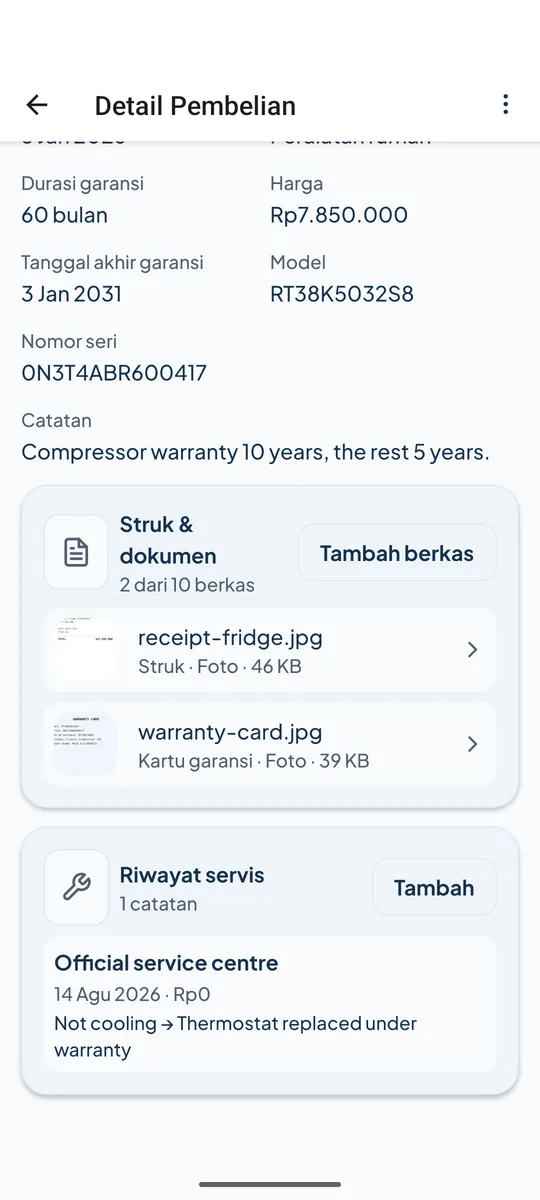 Detail Pembelian
Durasi garansi
60 bulan
Harga
Rp7.850.000
Tanggal akhir garansi
3 Jan 2031
Model
RT38K5032S8
Nomor seri
0N3T4ABR600417
Catatan
Compressor warranty 10 years, the rest 5 years.
Struk &
dokumen
2 dari 10 berkas
Tambah berkas
receipt-fridge.jpg
Struk · Foto · 46 KB
WARRANTY CARD
warranty-card.jpg
Kartu garansi · Foto · 39 KB
Riwayat servis
1 catatan
Tambah
Official service centre
14 Agu 2026 · Rp0
Not cooling → Thermostat replaced under
warranty